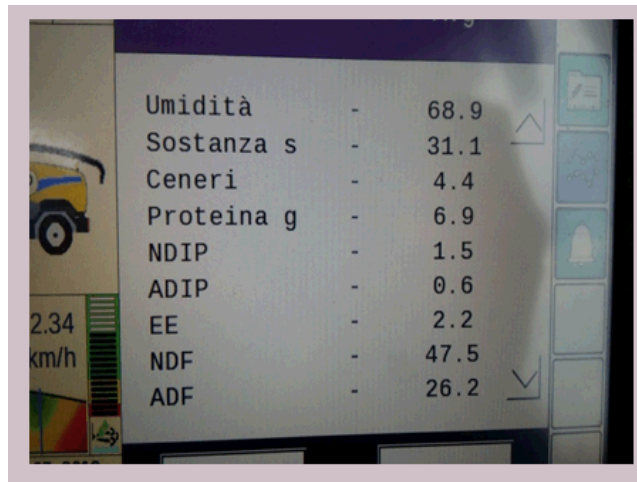 Umidità - 68.9
Sostanza s - 31.1
Ceneri - 4.4
Proteina g - 6.9
NDIP - 1.5
ADIP - 0.6
EE - 2.2
NDF - 47.5
ADF - 26.2
2.34
km/h